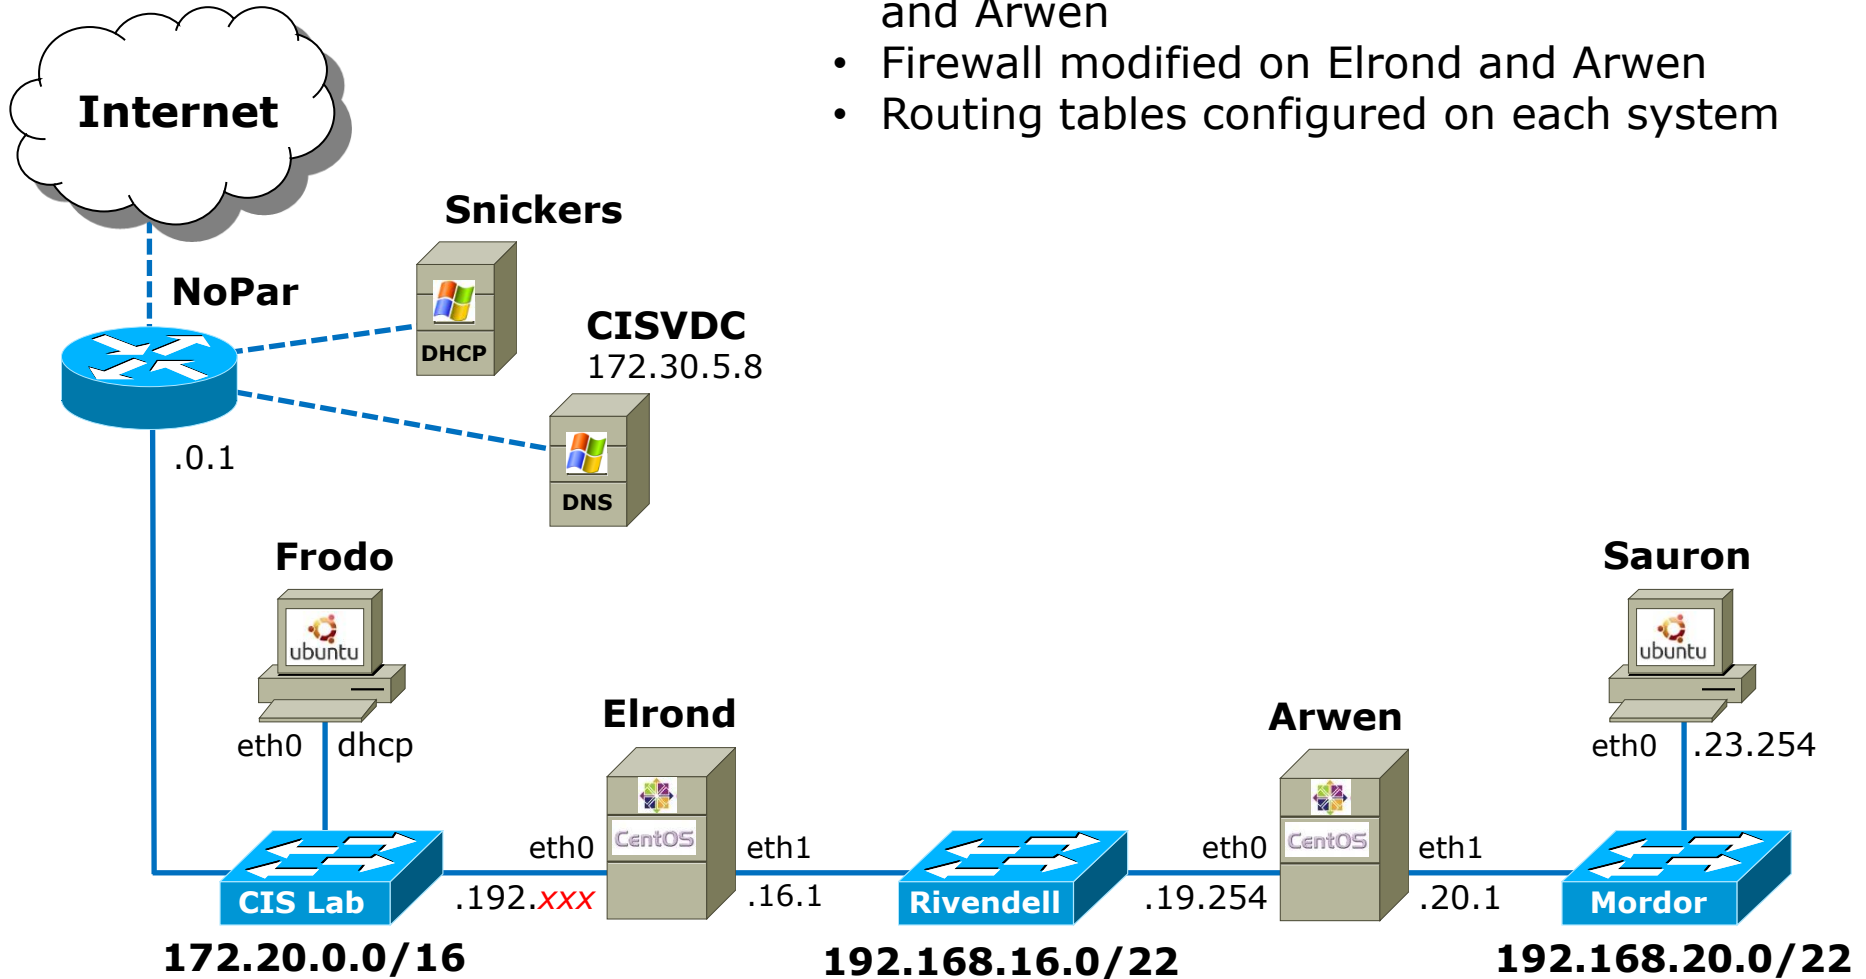 and Arwen
• Firewall modified on Elrond and Arwen
• Routing tables configured on each system
Internet
Snickers
NoPar
DHCP
CISVDC
172.30.5.8
DNS
.0.1
Frodo
ubuntu
eth0 dhcp
Elrond
CentOS
eth0 eth1
.192.xxx .16.1
CIS Lab
172.20.0.0/16
Rivendell
192.168.16.0/22
Arwen
CentOS
eth0 eth1
.19.254 .20.1
Sauron
ubuntu
eth0 .23.254
Mordor
192.168.20.0/22